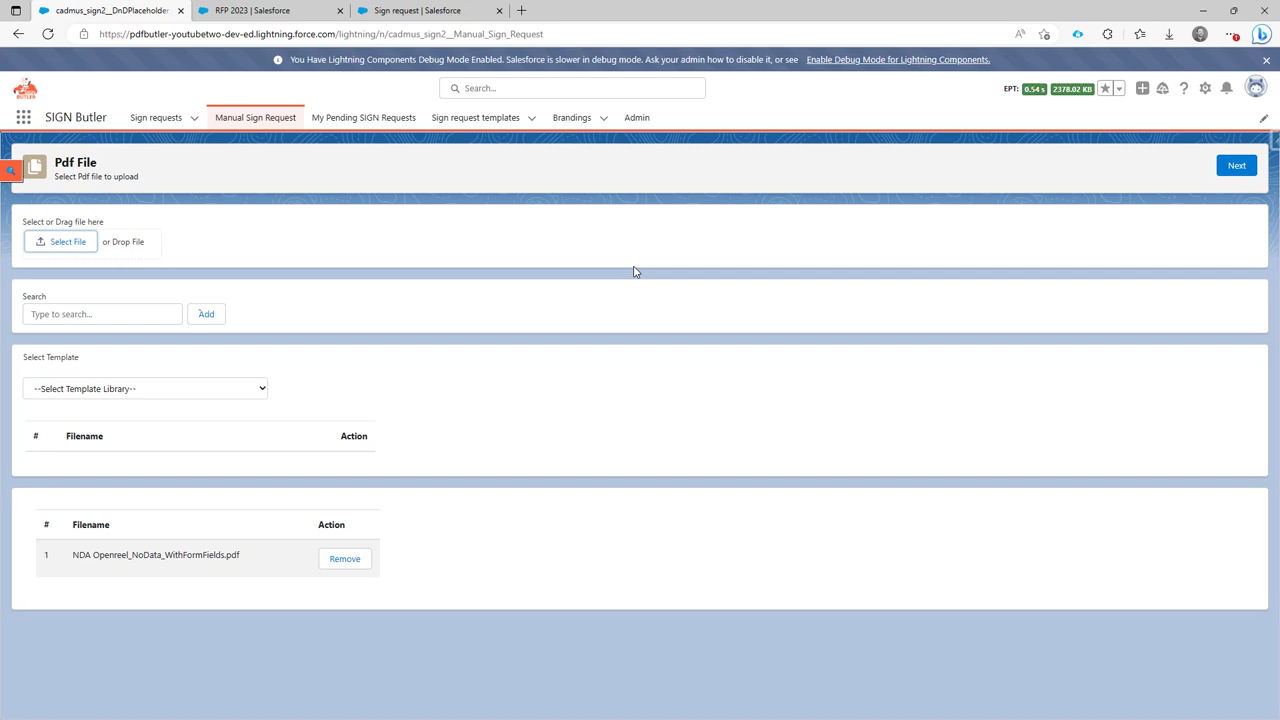 cadmus_sign2__DnDPlaceholder
RFP 2023 | Salesforce
Sign request | Salesforce
https://pdfbutler-youtubetwo-dev-ed.lightning.force.com/lightning/n/cadmus_sign2__Manual_Sign_Request
You Have Lightning Components Debug Mode Enabled. Salesforce is slower in debug mode. Ask your admin how to disable it, or see Enable Debug Mode for Lightning Components.
Search...
EPT: 0.54 s 2378.02 KB
SIGN Butler
Sign requests
Manual Sign Request
My Pending SIGN Requests
Sign request templates
Brandings
Admin
Pdf File
Select Pdf file to upload
Next
Select or Drag file here
Select File or Drop File
Search
Type to search... Add
Select Template
--Select Template Library--
# Filename Action
# Filename Action
1 NDA Openreel_NoData_WithFormFields.pdf Remove